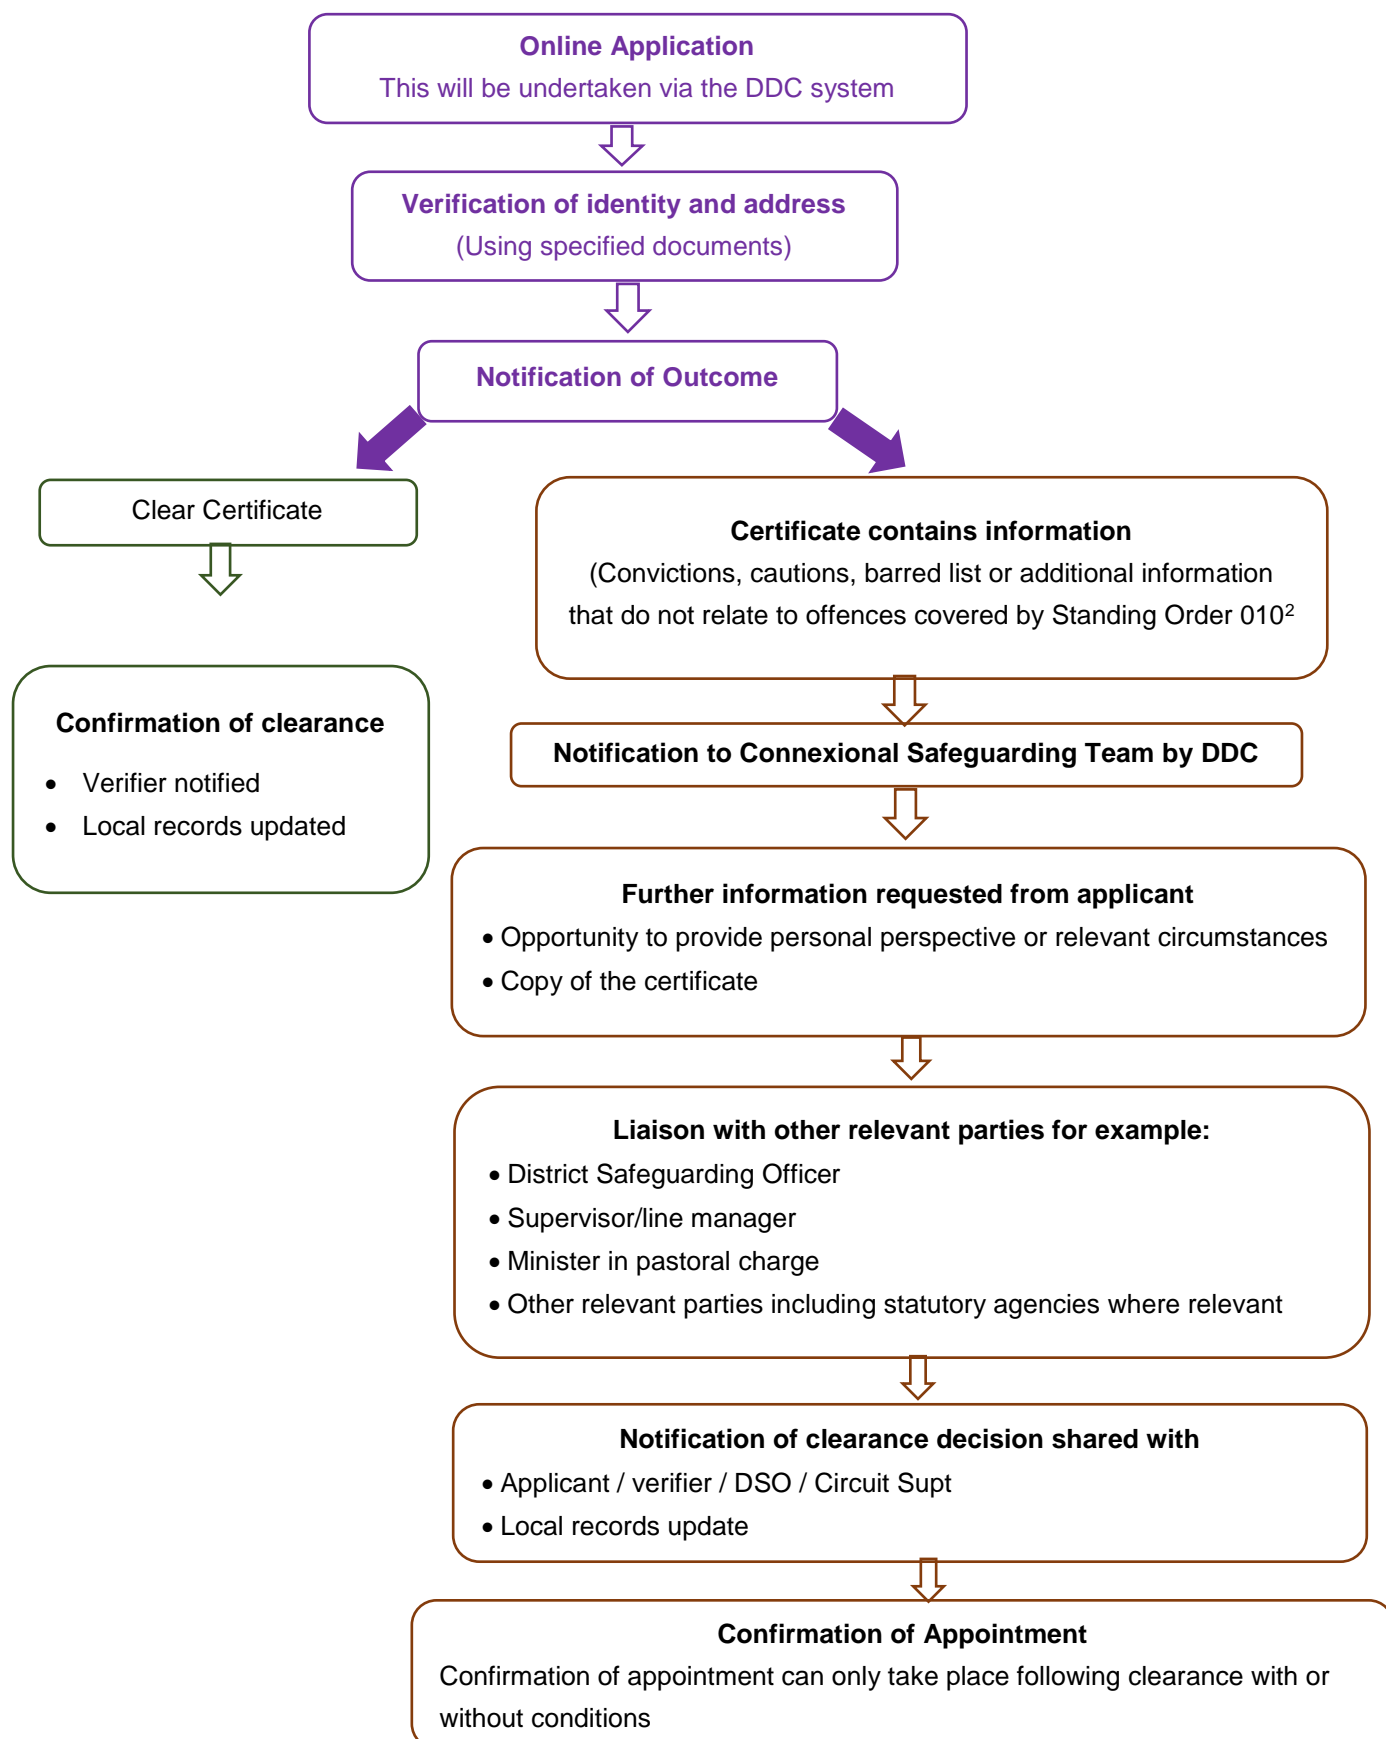 Online Application
This will be undertaken via the DDC system
Verification of identity and address
(Using specified documents)
Notification of Outcome
Clear Certificate
Confirmation of clearance
• Verifier notified
• Local records updated
Certificate contains information
(Convictions, cautions, barred list or additional information
that do not relate to offences covered by Standing Order 010²
Notification to Connexional Safeguarding Team by DDC
Further information requested from applicant
• Opportunity to provide personal perspective or relevant circumstances
• Copy of the certificate
Liaison with other relevant parties for example:
• District Safeguarding Officer
• Supervisor/line manager
• Minister in pastoral charge
• Other relevant parties including statutory agencies where relevant
Notification of clearance decision shared with
• Applicant / verifier / DSO / Circuit Supt
• Local records update
Confirmation of Appointment
Confirmation of appointment can only take place following clearance with or
without conditions